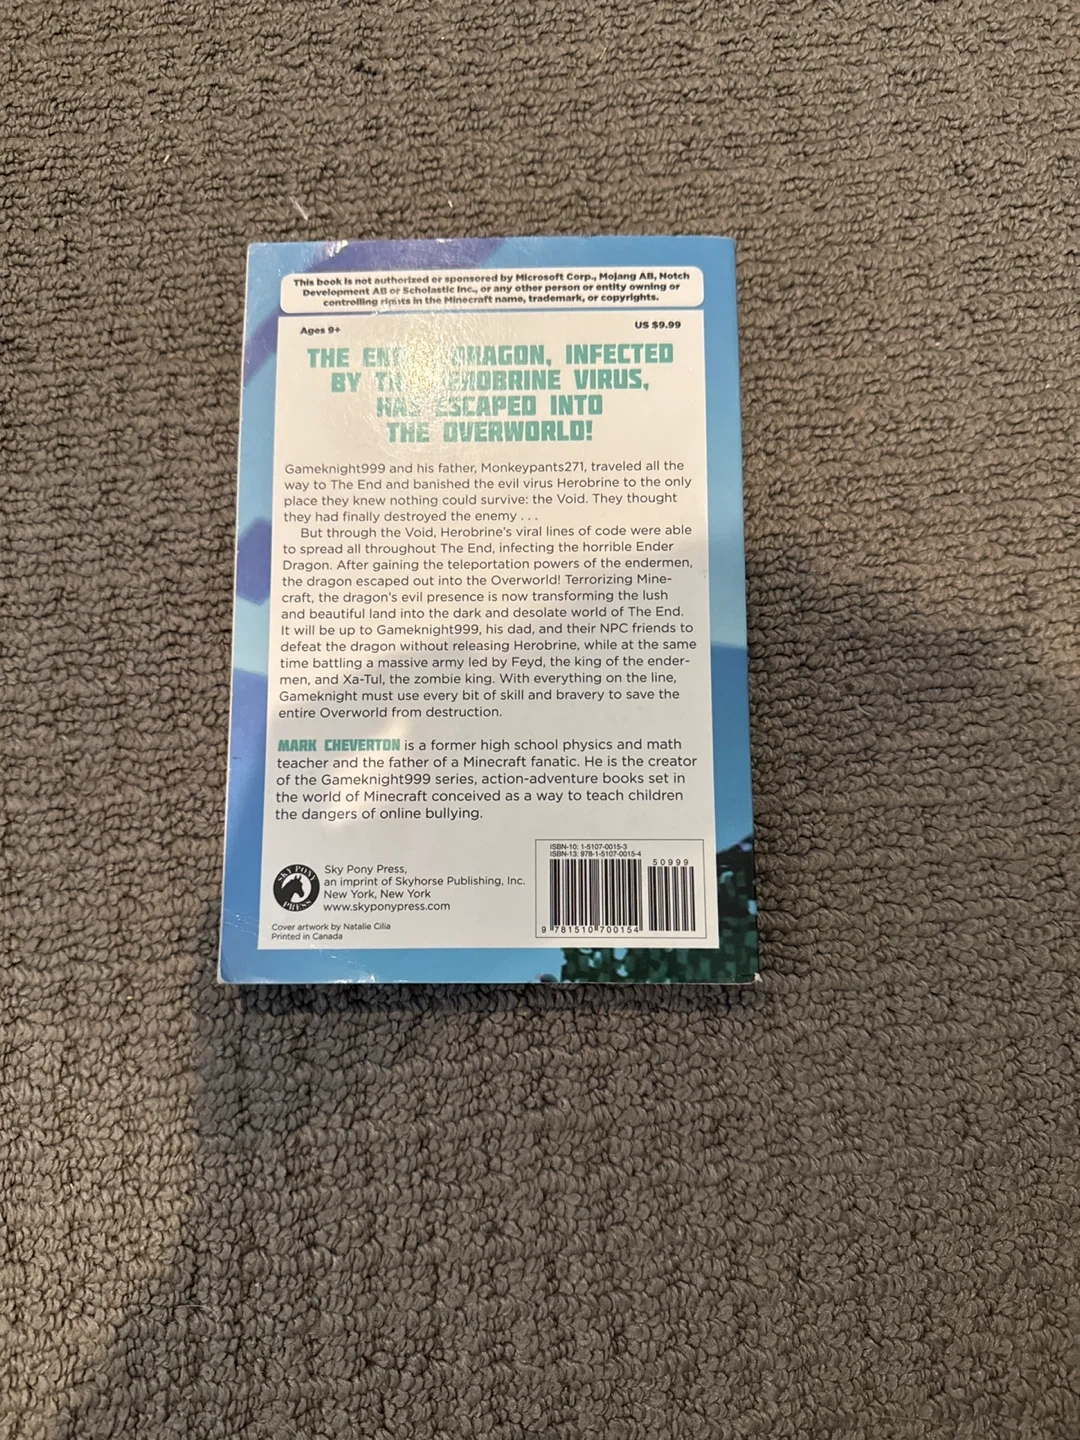 This book is not authorized or sponsored by Microsoft Corp., Mojang AB, Notch
Development AB or Scholastic Inc., or any other person or entity owning or
controlling rights in the Minecraft name, trademark, or copyrights.
Ages 9+
US $9.99
THE ENDER DRAGON, INFECTED
BY THE HEROBRINE VIRUS,
HAS ESCAPED INTO
THE OVERWORLD!
Gameknight999 and his father, Monkeypants271, traveled all the
way to The End and banished the evil virus Herobrine to the only
place they knew nothing could survive: the Void. They thought
they had finally destroyed the enemy . . .
But through the Void, Herobrine's viral lines of code were able
to spread all throughout The End, infecting the horrible Ender
Dragon. After gaining the teleportation powers of the endermen,
the dragon escaped out into the Overworld! Terrorizing Mine-
craft, the dragon's evil presence is now transforming the lush
and beautiful land into the dark and desolate world of The End.
It will be up to Gameknight999, his dad, and their NPC friends to
defeat the dragon without releasing Herobrine, while at the same
time battling a massive army led by Feyd, the king of the ender-
men, and Xa-Tul, the zombie king. With everything on the line,
Gameknight must use every bit of skill and bravery to save the
entire Overworld from destruction.
MARK CHEVERTON is a former high school physics and math
teacher and the father of a Minecraft fanatic. He is the creator
of the Gameknight999 series, action-adventure books set in
the world of Minecraft conceived as a way to teach children
the dangers of online bullying.
SKY PONY
PRESS
Sky Pony Press,
an imprint of Skyhorse Publishing, Inc.
New York, New York
www.skyponypress.com
Cover artwork by Natalie Cilia
Printed in Canada
ISBN-10: 1-5107-0015-3
ISBN-13: 978-1-5107-0015-4
50999
9 781510 700154